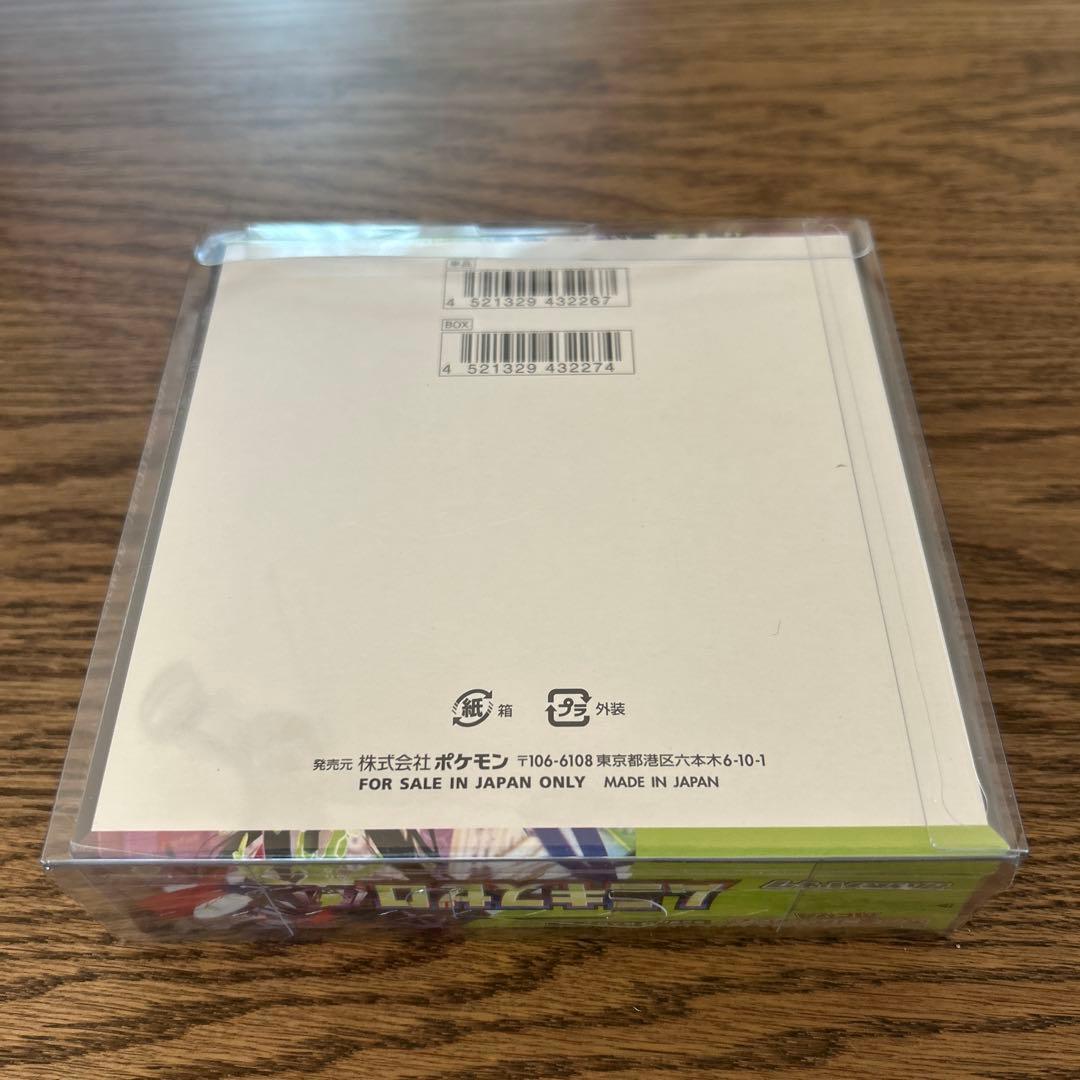 単品
4 521329 432267
BOX
4 521329 432274
紙 箱
プラ 外装
発売元 株式会社ポケモン 〒106-6108 東京都港区六本木6-10-1
FOR SALE IN JAPAN ONLY MADE IN JAPAN